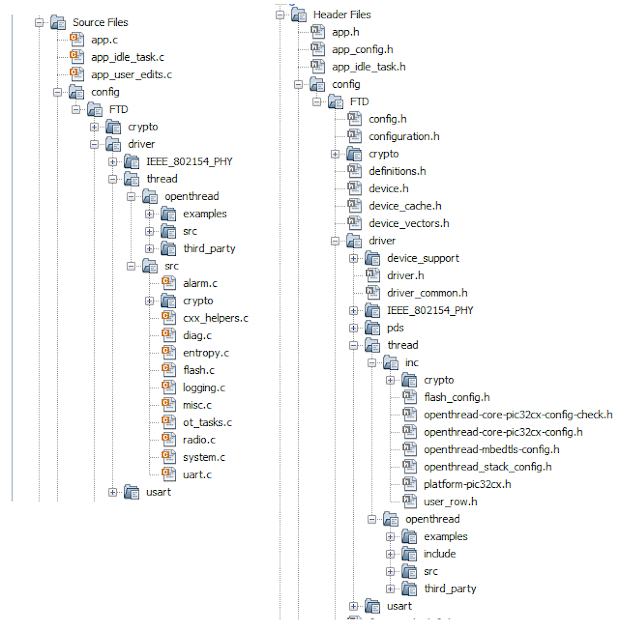 Source Files
app.c
app_idle_task.c
app_user_edits.c
config
FTD
crypto
driver
IEEE_802154_PHY
thread
openthread
examples
src
third_party
src
alarm.c
crypto
cxx_helpers.c
diag.c
entropy.c
flash.c
logging.c
misc.c
ot_tasks.c
radio.c
system.c
uart.c
usart
Header Files
app.h
app_config.h
app_idle_task.h
config
FTD
config.h
configuration.h
crypto
definitions.h
device.h
device_cache.h
device_vectors.h
driver
device_support
driver.h
driver_common.h
IEEE_802154_PHY
pds
thread
inc
crypto
flash_config.h
openthread-core-pic32cx-config-check.h
openthread-core-pic32cx-config.h
openthread-mbedtls-config.h
openthread_stack_config.h
platform-pic32cx.h
user_row.h
openthread
examples
include
src
third_party
usart